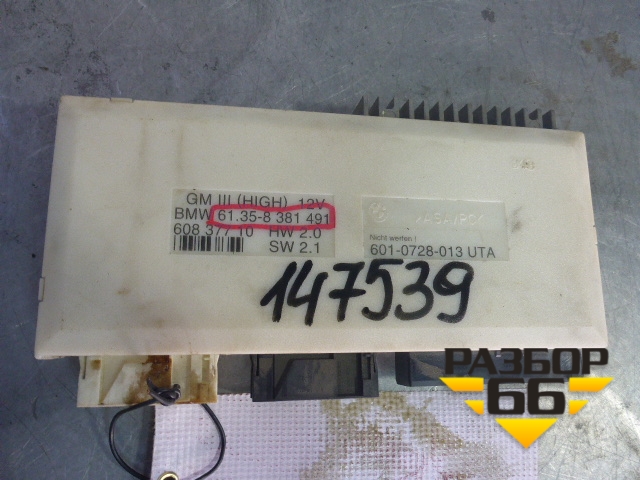 GM III (HIGH) 12V
BMW 61.35-8 381 491
608 377 10 HW 2.0
SW 2.1
Nicht werfen !
601-0728-013 UTA
147539
РАЗБОР
66